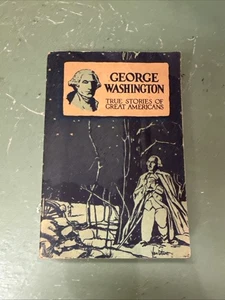 GEORGE
WASHINGTON
TRUE STORIES OF
GREAT AMERICANS